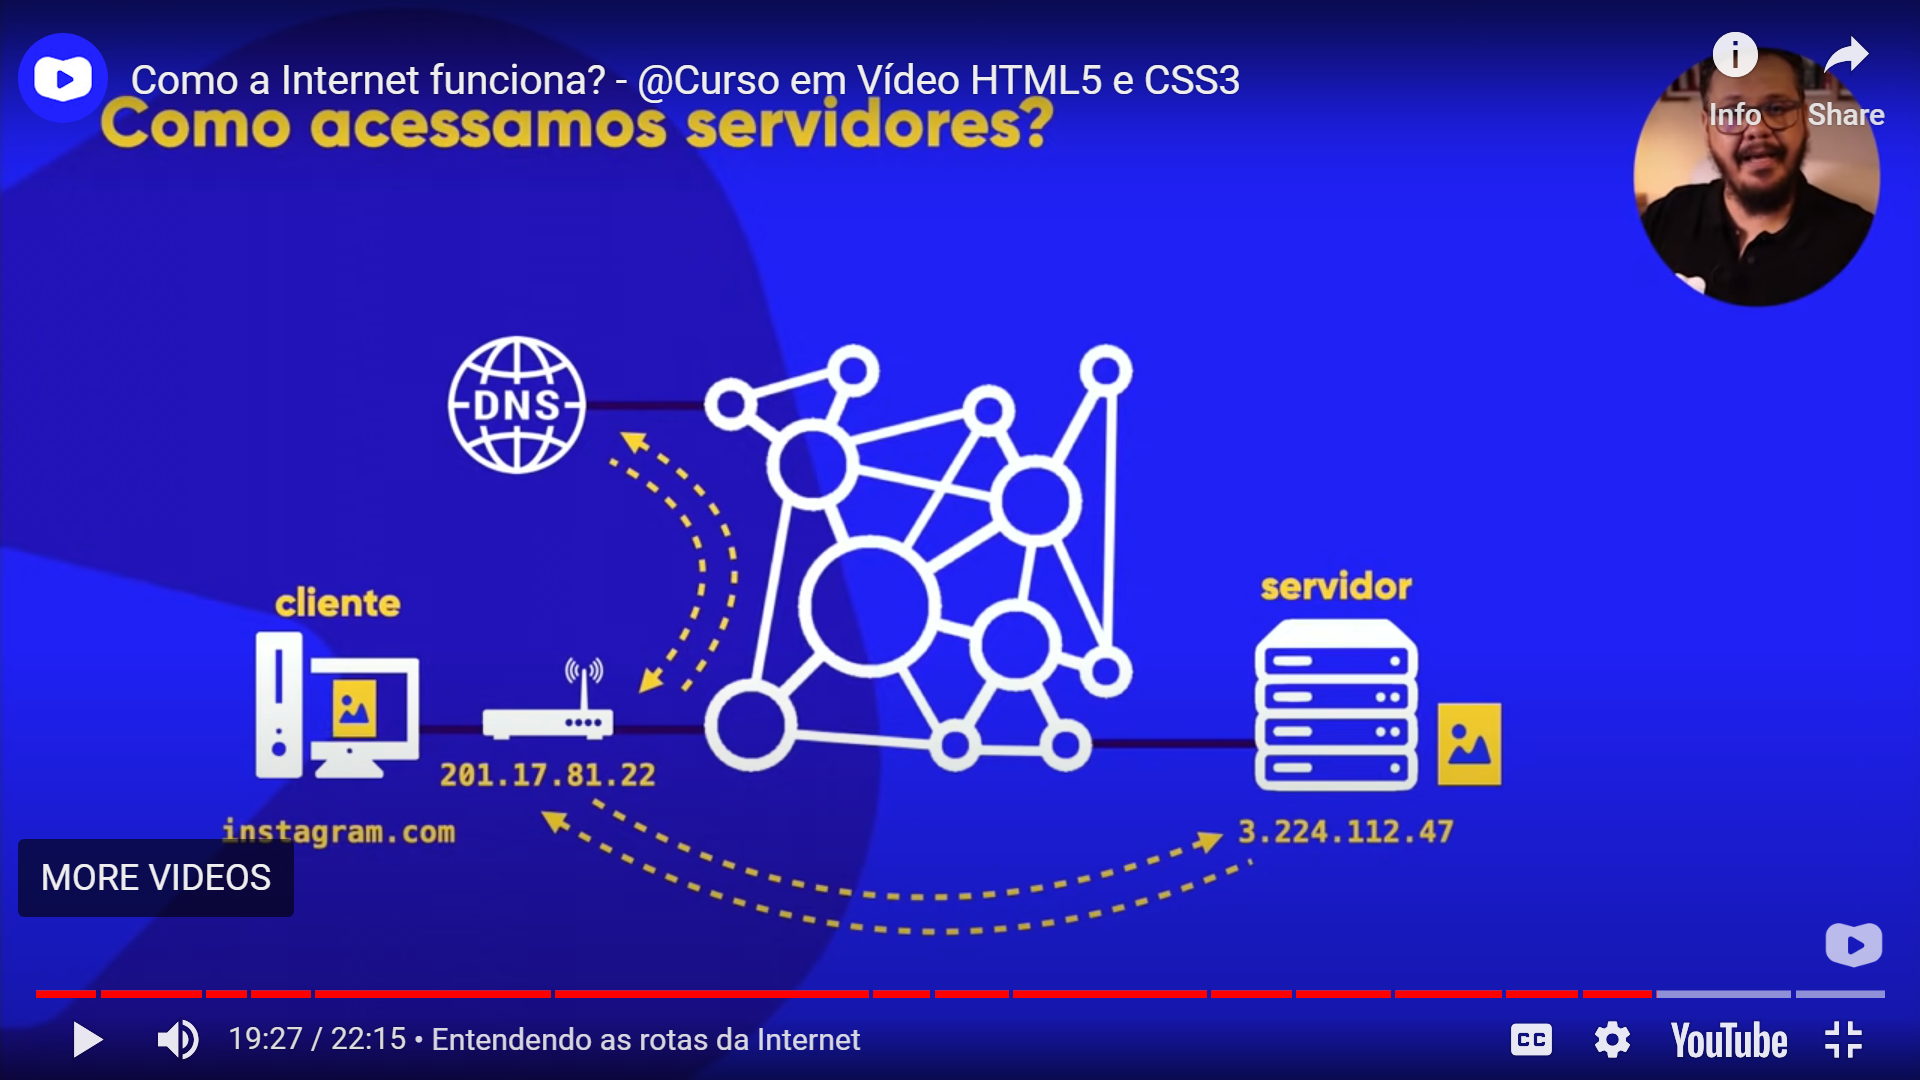 Como a Internet funciona? - @Curso em Vídeo HTML5 e CSS3
Info
Share
Como acessamos servidores?
DNS
cliente
servidor
201.17.81.22
instagram.com
3.224.112.47
MORE VIDEOS
19:27 / 22:15 • Entendendo as rotas da Internet
CC
YouTube